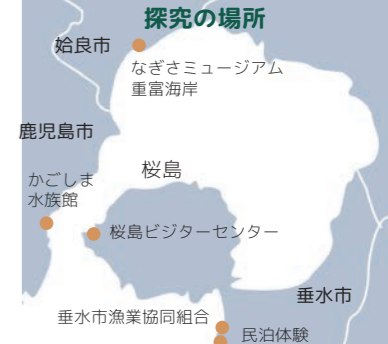 探究の場所
姶良市
なぎさミュージアム
重富海岸
鹿児島市
かごしま
水族館
桜島
桜島ビジターセンター
垂水市
垂水市漁業協同組合
民泊体験